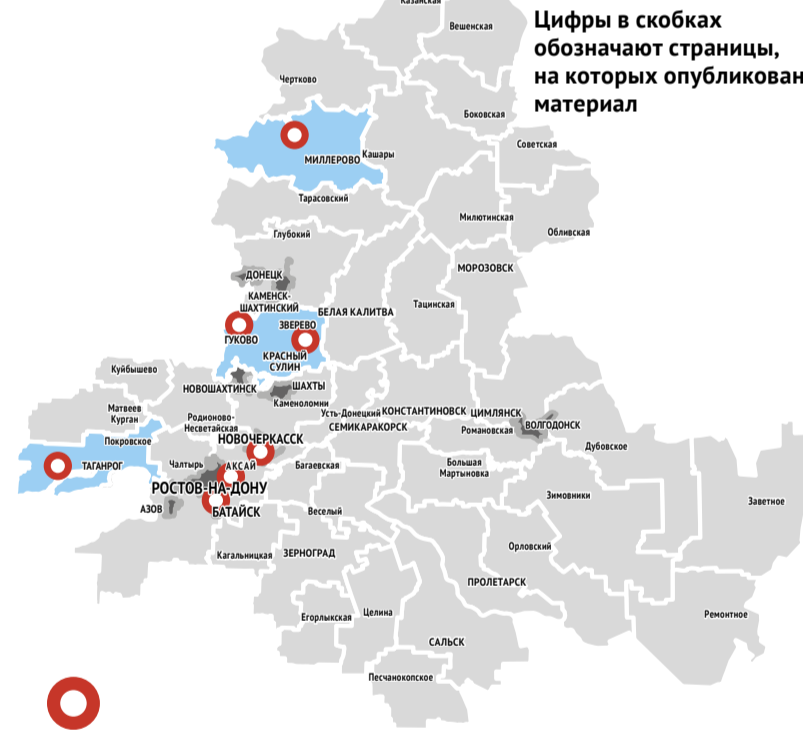 Казанская
Вешенская
Цифры в скобках
обозначают страницы,
на которых опубликован
материал
Чертково
Боковская
Советская
МИЛЛЕРОВО
Кашары
Тарасовский
Милютинская
Обливская
Глубокий
МОРОЗОВСК
ДОНЕЦК
КАМЕНСК-
ШАХТИНСКИЙ
БЕЛАЯ КАЛИТВА
Тацинская
ЗВЕРЕВО
ГУКОВО
КРАСНЫЙ
СУЛИН
Куйбышево
НОВОШАХТИНСК
ШАХТЫ
Каменоломни
Матвеев
Курган
Родионово-
Несветайская
Усть-Донецкий
КОНСТАНТИНОВСК
ЦИМЛЯНСК
СЕМИКАРАКОРСК
Романовская
ВОЛГОДОНСК
Покровское
НОВОЧЕРКАССК
Дубовское
ТАГАНРОГ
Чалтырь
АКСАЙ
Багаевская
Большая
Мартыновка
РОСТОВ-НА-ДОНУ
Зимовники
Заветное
АЗОВ
БАТАЙСК
Веселый
Кагальницкая
ЗЕРНОГРАД
Орловский
ПРОЛЕТАРСК
Егорлыкская
Целина
Ремонтное
САЛЬСК
Песчанокопское